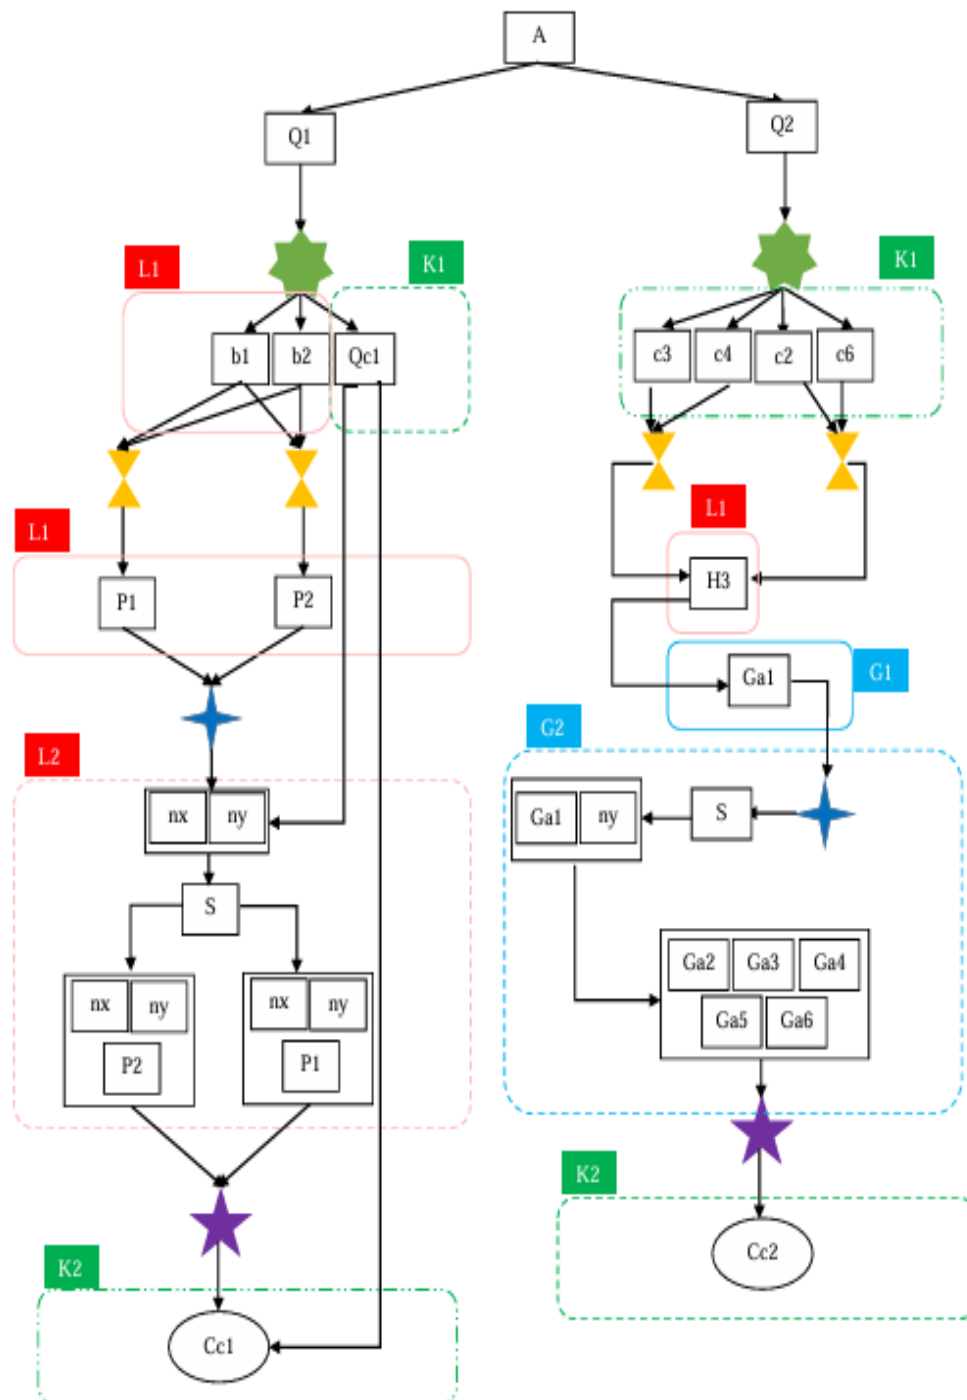 A
Q1
Q2
L1
K1
K1
b1 b2 Qc1
c3 c4 c2 c6
L1
L1
P1
P2
H3
Ga1
G1
L2
G2
nx ny
Ga1 ny
S
S
nx ny
P2
nx ny
P1
Ga2 Ga3 Ga4
Ga5 Ga6
K2
Cc2
K2
Cc1